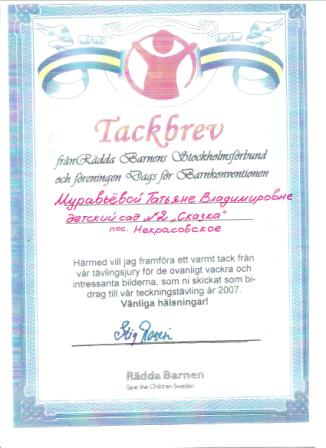 Tackbrev
från Rädda Barnens Stockholmsförbund
och föreningen Dags för Barnkonventionen
Муравьёвой Татьяне Владимировне
детский сад №2 „Сказка"
пос. Некрасовское
Härmed vill jag framföra ett varmt tack från
vår tävlingsjury för de ovanligt vackra och
intressanta bilderna, som ni skickat som bi-
drag till vår teckningstävling år 2007.
Vänliga hälsningar!
Stig Rosén
Rädda Barnen
Save the Children Sweden